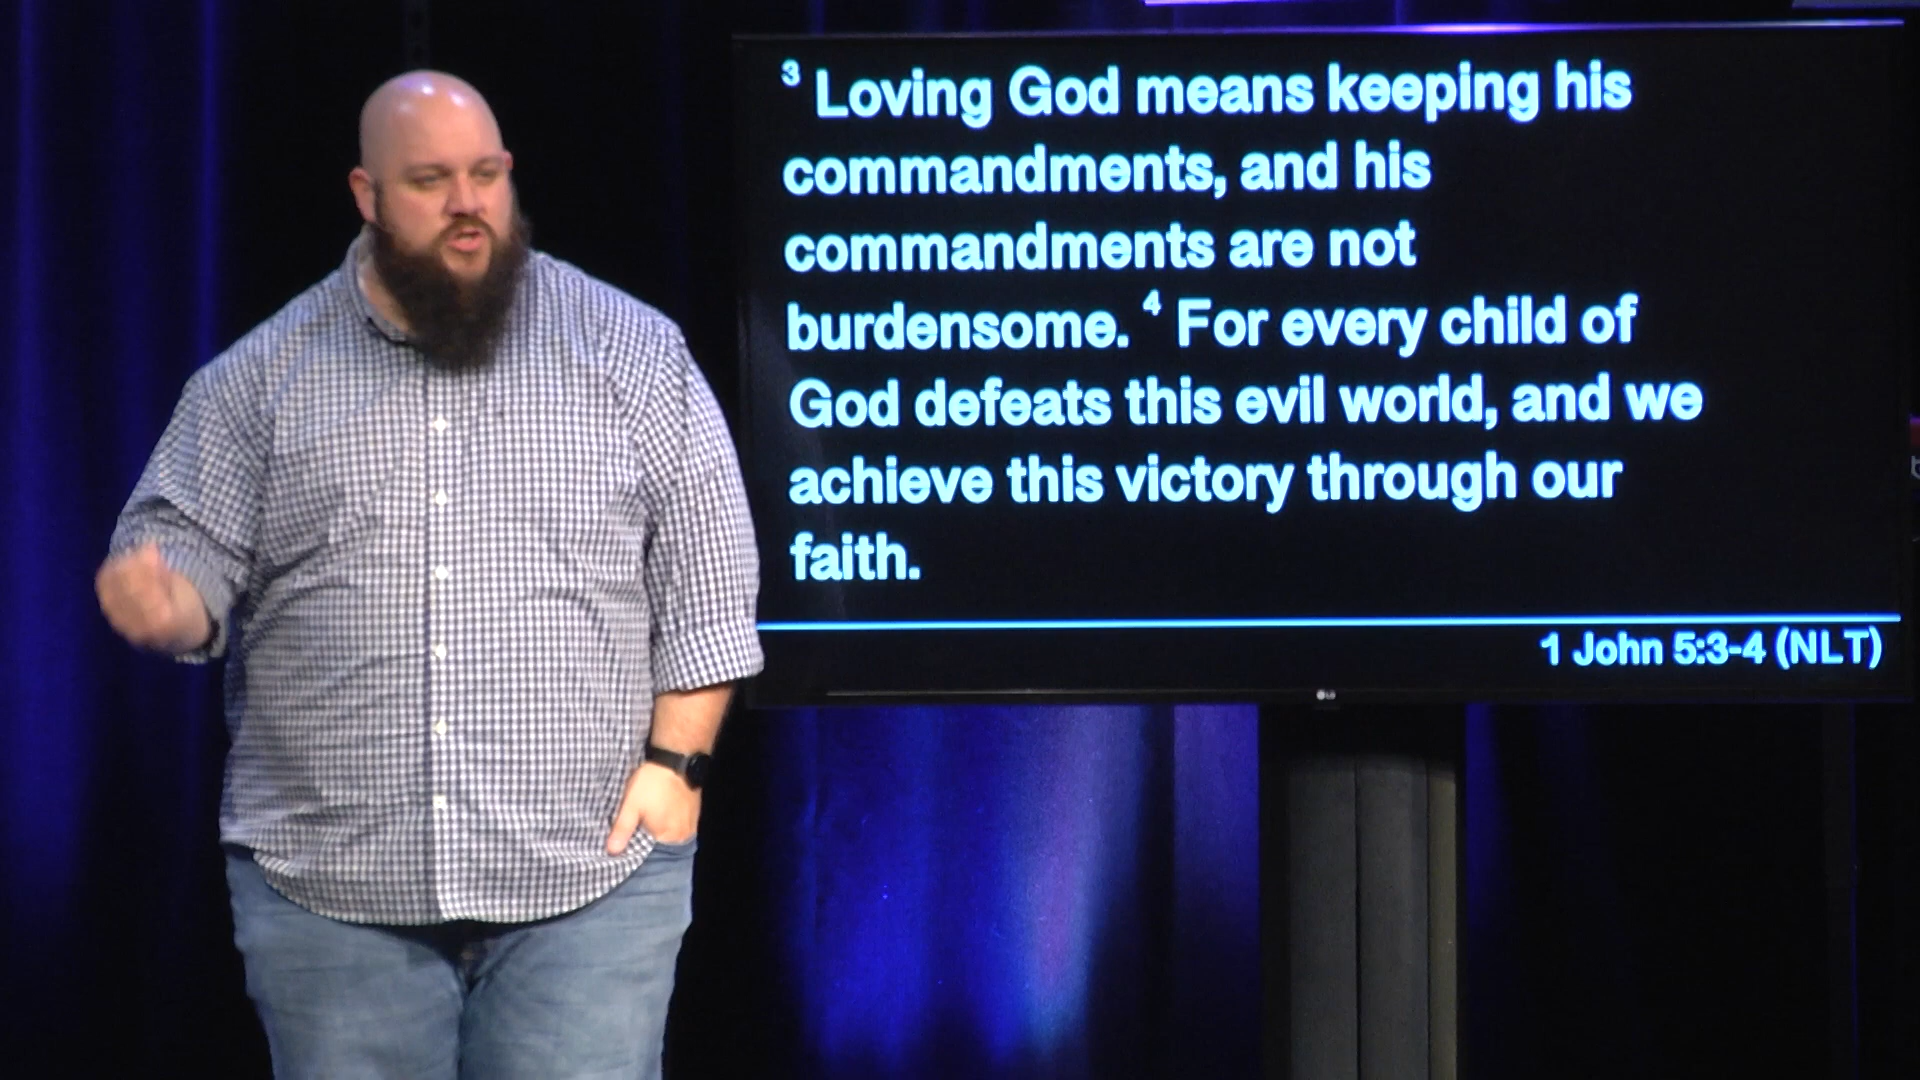 ³ Loving God means keeping his
commandments, and his
commandments are not
burdensome. ⁴ For every child of
God defeats this evil world, and we
achieve this victory through our
faith.
1 John 5:3-4 (NLT)
LG